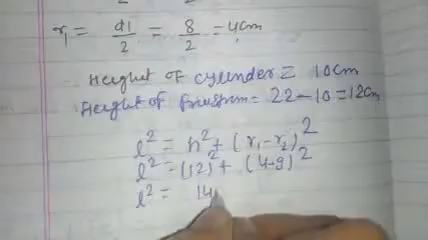 r₁ = d1/2 = 8/2 = 4cm
Height of cylinder = 10cm
Height of frustum = 22-10 = 12cm
l² = h² + (r₁-r₂)²
l² = (12)² + (4-9)²
l² = 14